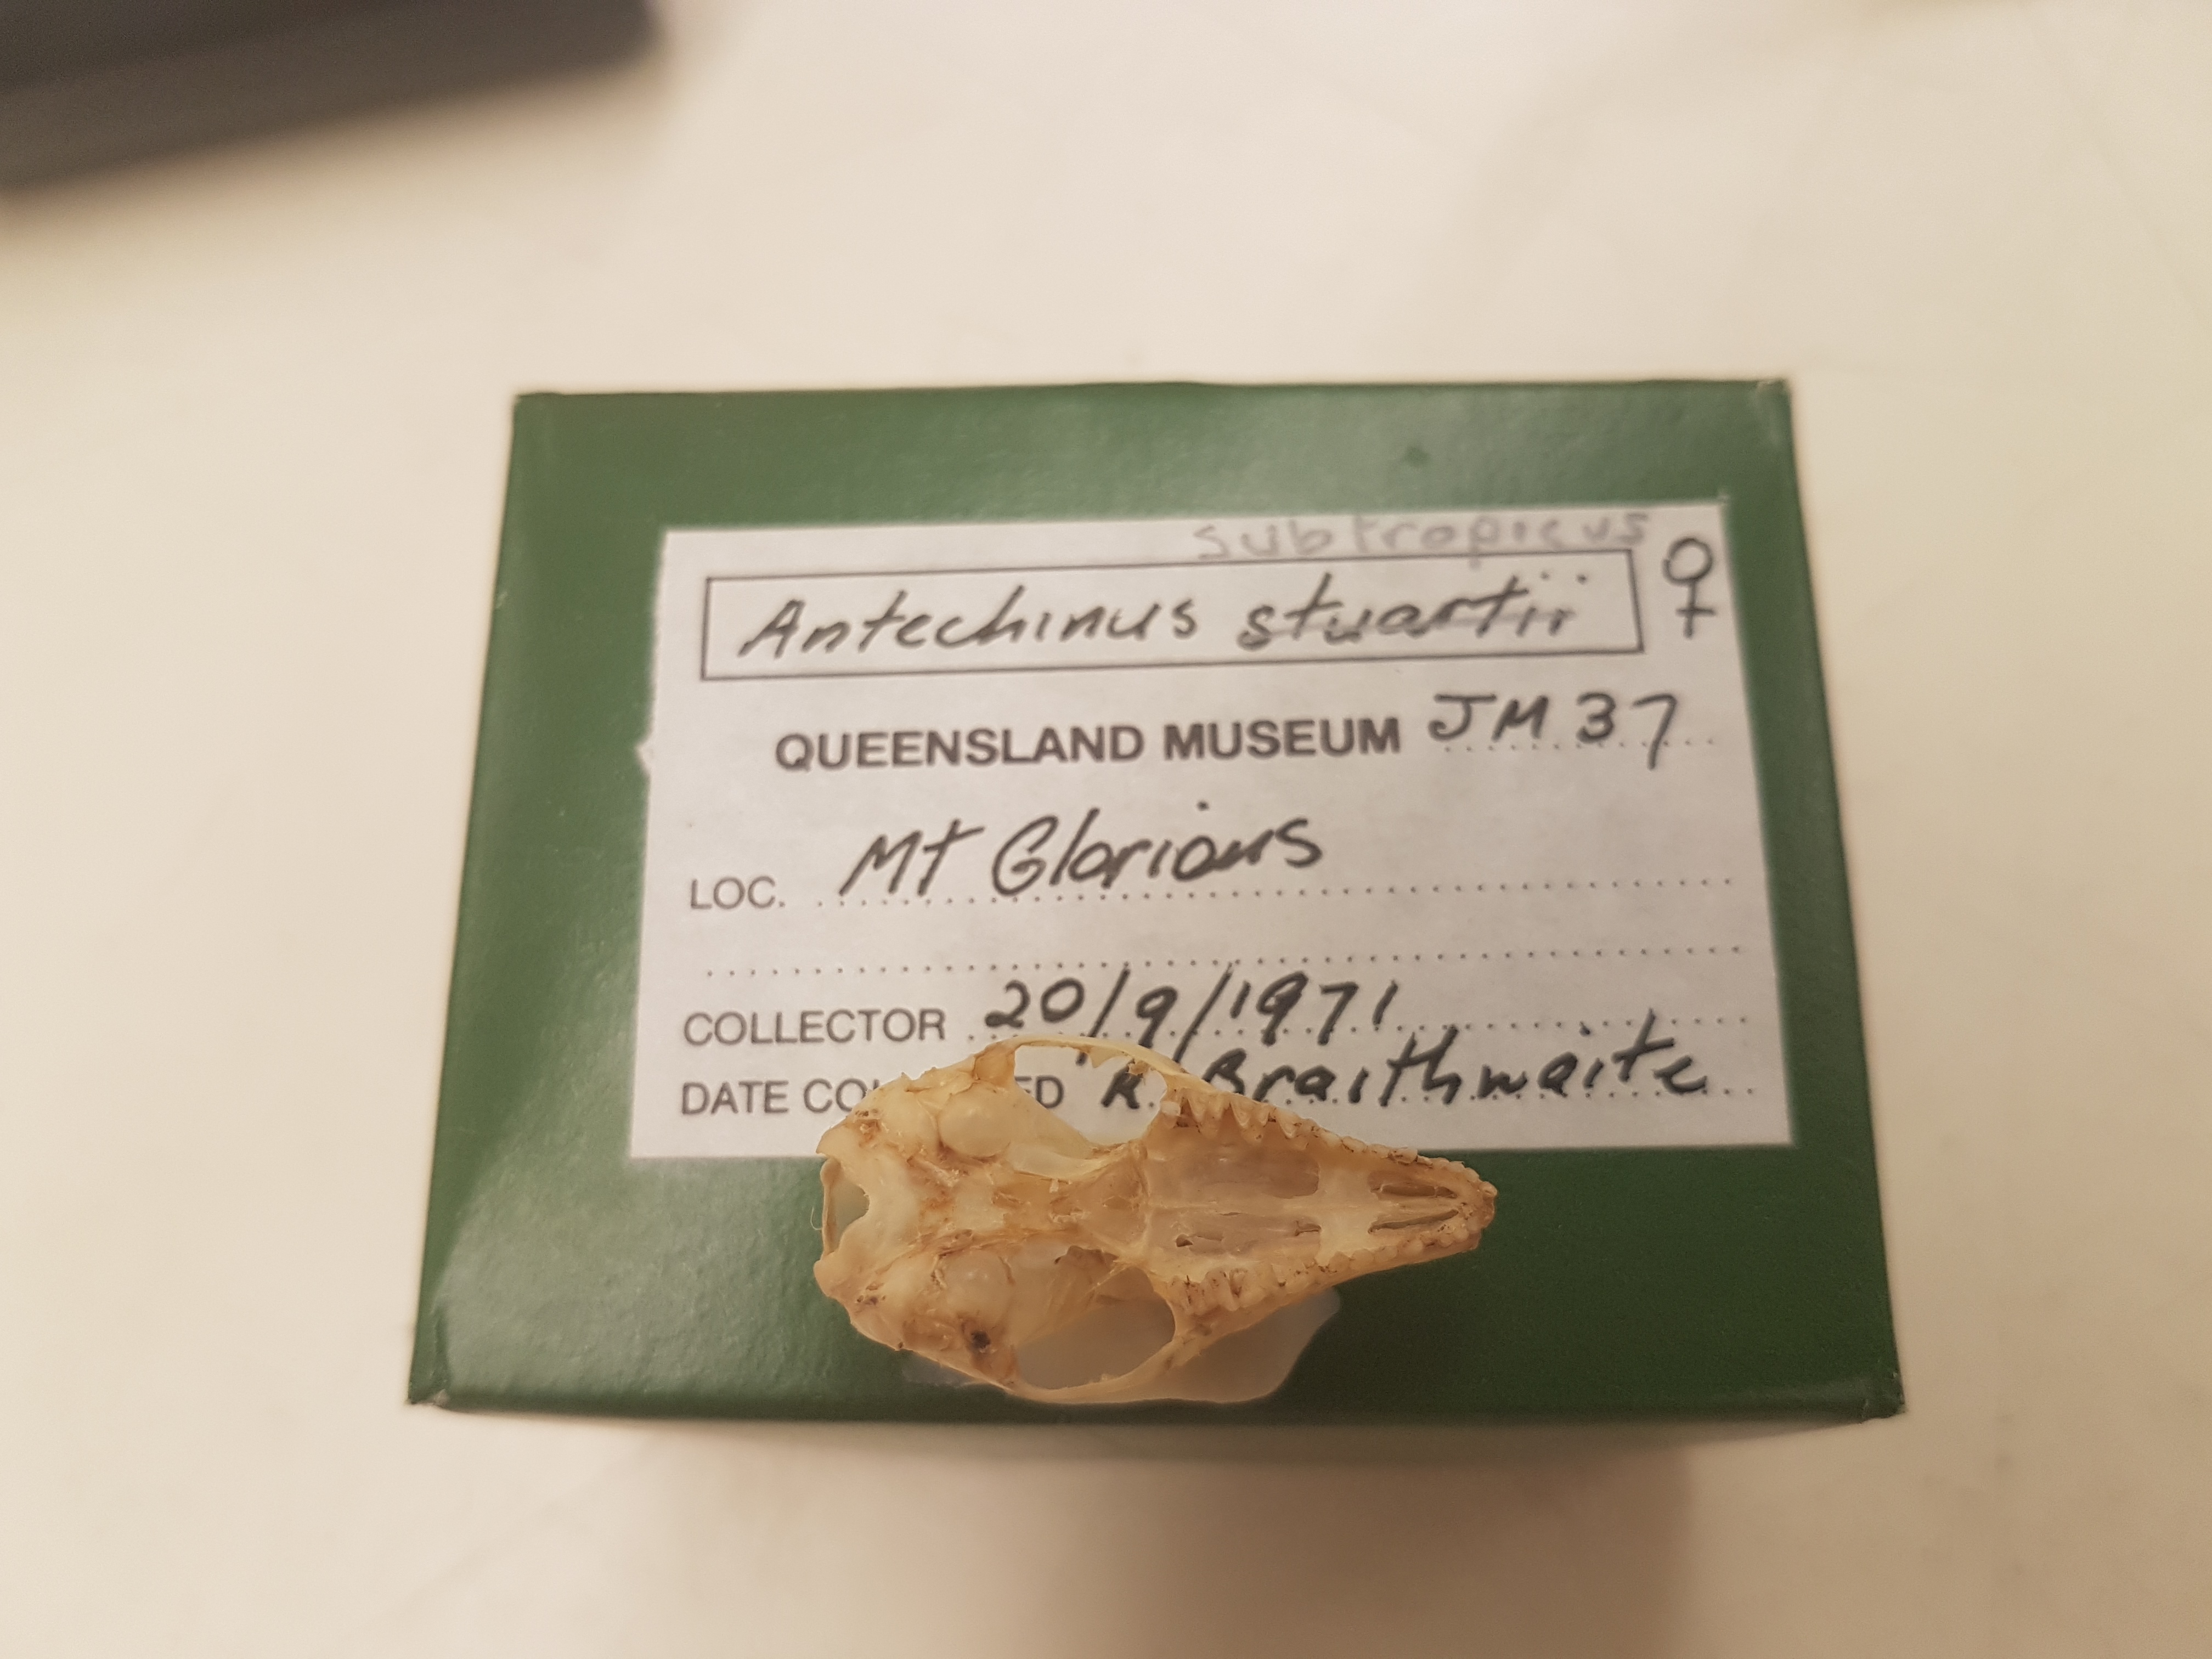 subtropicus
Antechinus stuartii ♀
QUEENSLAND MUSEUM JM 37
LOC. Mt Glorious
COLLECTOR 20/9/1971
DATE CO ED R. Braithwaite